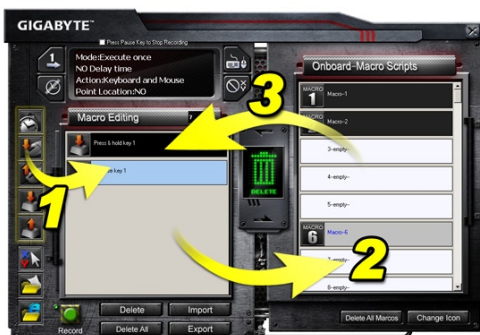 GIGABYTE™
Press Pause Key to Stop Recording
Mode:Execute once
NO Delay time
Action:Keyboard and Mouse
Point Location:NO
Macro Editing
Press & hold key 1
key 1
1
DELETE
2
3
Delete
Import
Record
Delete All
Export
Onboard-Macro Scripts
MACRO 1
Macro-1
MACRO
Macro-2
3-empty-
4-empty-
5-empty-
MACRO 6
Macro-6
8-empty-
Delete All Marcos
Change Icon